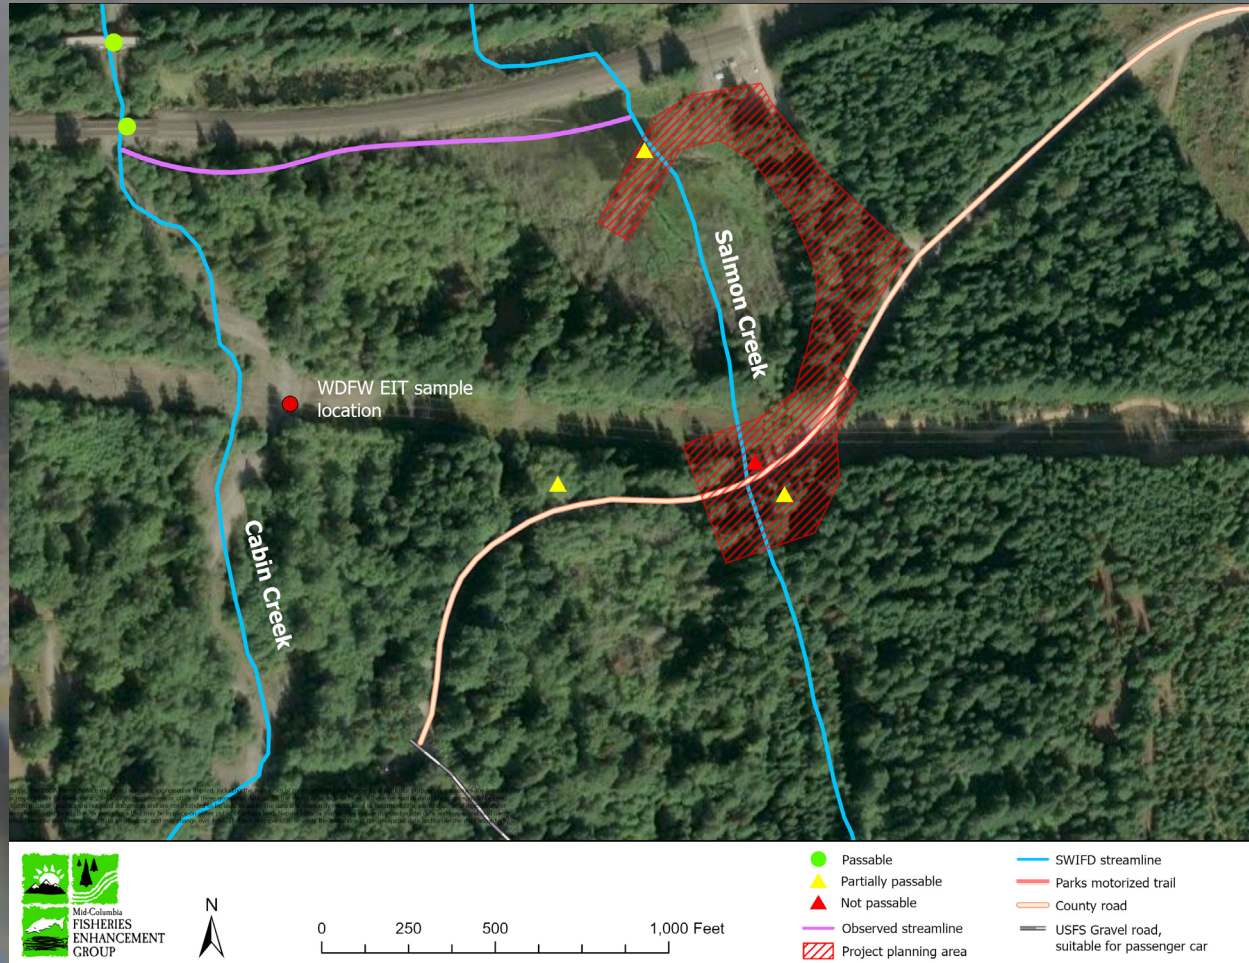 Salmon Creek
WDFW EIT sample
location
Cabin Creek
Mid-Columbia
FISHERIES
ENHANCEMENT
GROUP
N
0 250 500 1,000 Feet
Passable
Partially passable
Not passable
Observed streamline
Project planning area
SWIFD streamline
Parks motorized trail
County road
USFS Gravel road,
suitable for passenger car